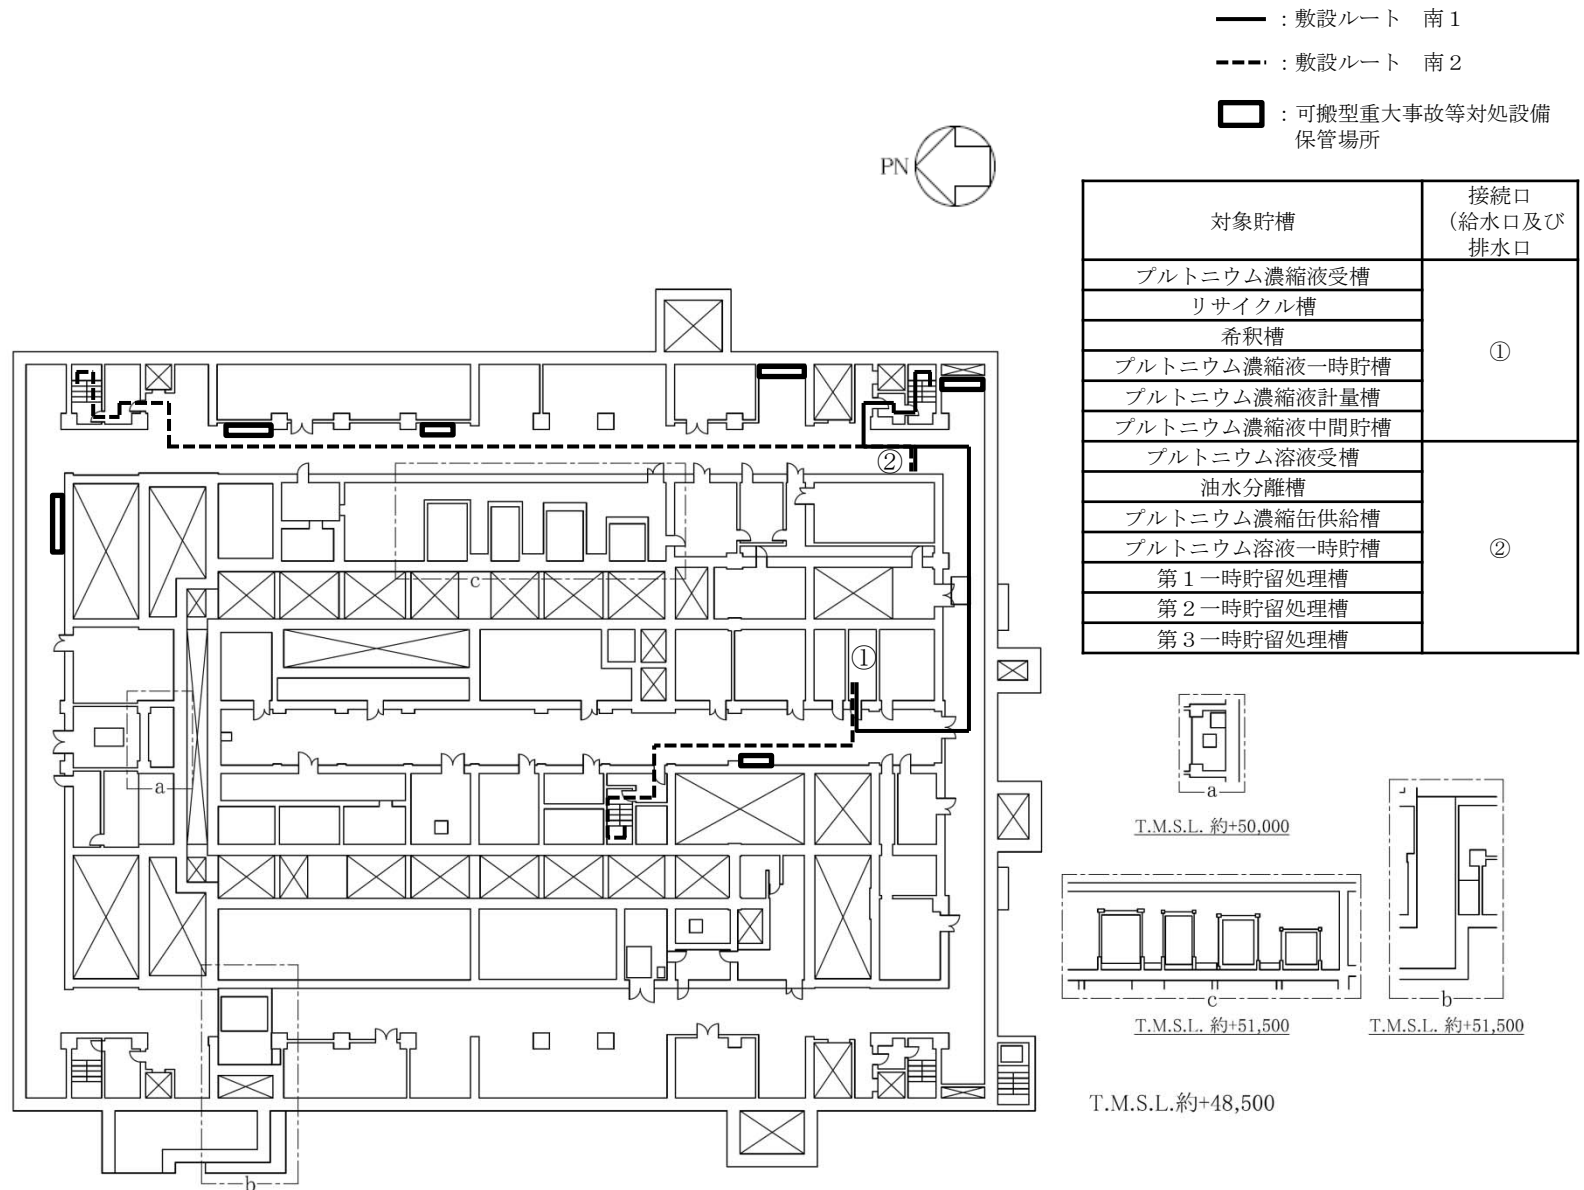 ：敷設ルート　南１
：敷設ルート　南２
：可搬型重大事故等対処設備
保管場所
PN
対象貯槽
接続口
（給水口及び
排水口
プルトニウム濃縮液受槽
リサイクル槽
希釈槽
プルトニウム濃縮液一時貯槽
プルトニウム濃縮液計量槽
プルトニウム濃縮液中間貯槽
①
プルトニウム溶液受槽
油水分離槽
プルトニウム濃縮缶供給槽
プルトニウム溶液一時貯槽
第１一時貯留処理槽
第２一時貯留処理槽
第３一時貯留処理槽
②
②
c
①
a
b
a
T.M.S.L. 約+50,000
c
T.M.S.L. 約+51,500
b
T.M.S.L. 約+51,500
T.M.S.L.約+48,500